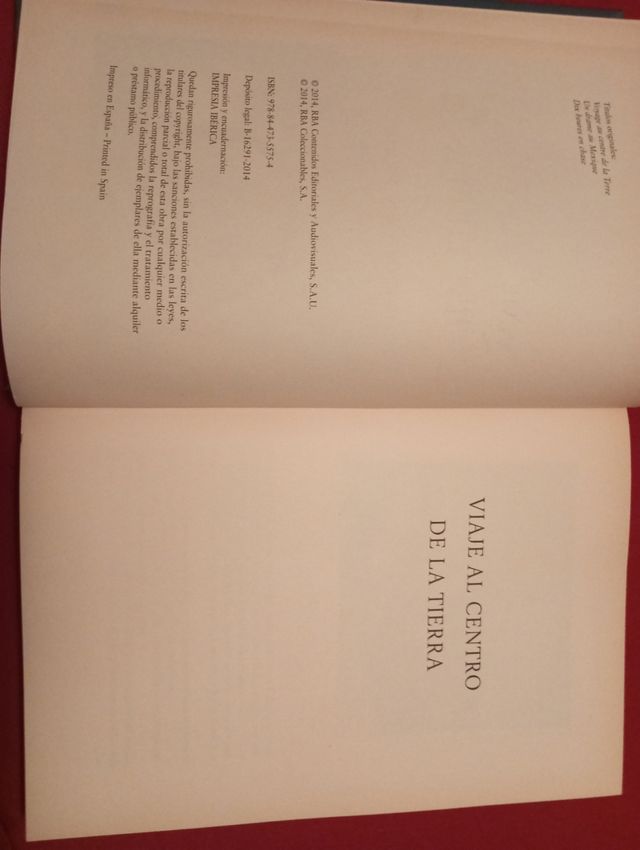 Títulos originales:
Voyage au centre de la Terre
Un drame au Mexique
Dix heures en chasse
© 2014, RBA Contenidos Editoriales y Audiovisuales, S.A.U.
© 2014, RBA Coleccionables, S.A.
ISBN: 978-84-473-5575-4
Depósito legal: B-16291-2014
Impresión y encuadernación:
IMPRESIA IBÉRICA
Quedan rigurosamente prohibidas, sin la autorización escrita de los
titulares del copyright, bajo las sanciones establecidas en las leyes,
la reproducción parcial o total de esta obra por cualquier medio o
procedimiento, comprendidos la reprografía y el tratamiento
informático, y la distribución de ejemplares de ella mediante alquiler
o préstamo público.
Impreso en España – Printed in Spain
VIAJE AL CENTRO
DE LA TIERRA